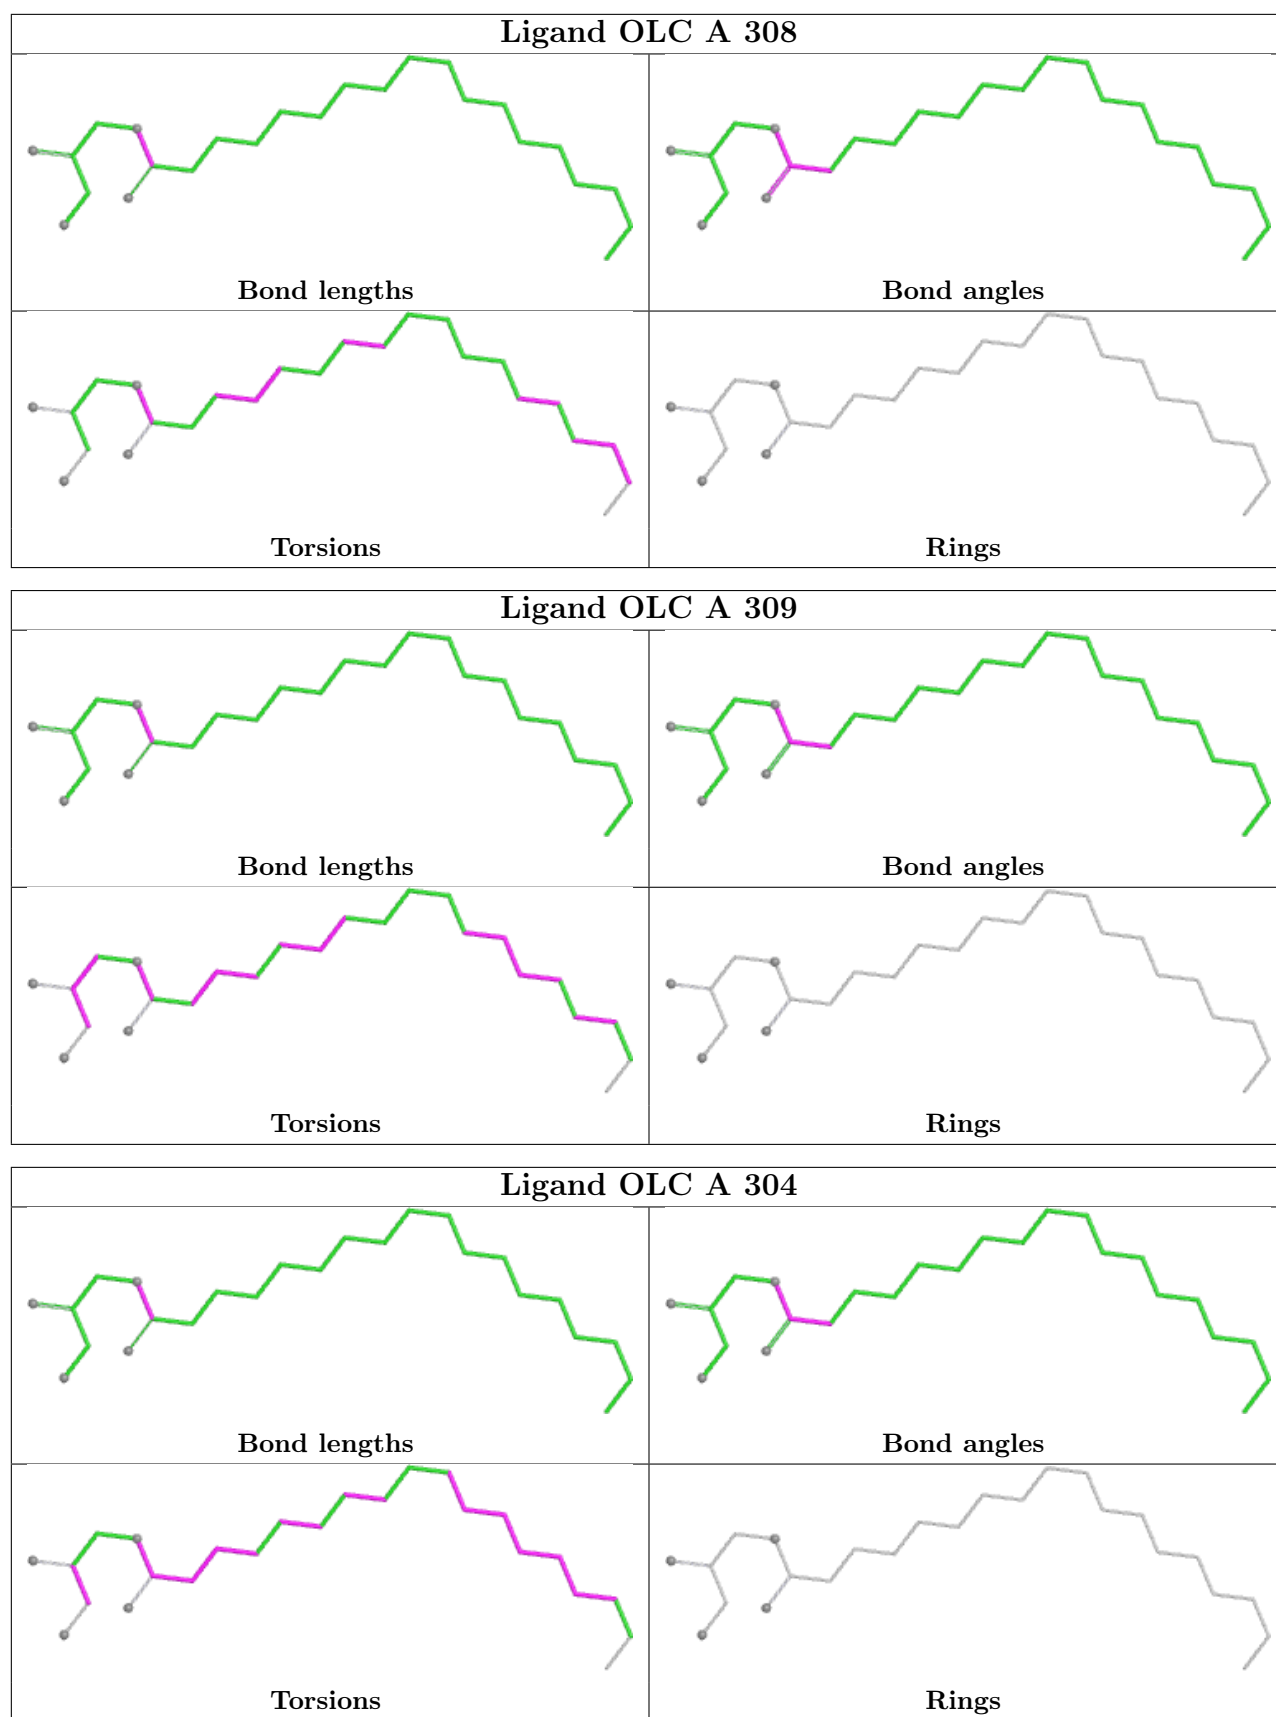 Ligand OLC A 308
Bond lengths
Bond angles
Torsions
Rings
Ligand OLC A 309
Bond lengths
Bond angles
Torsions
Rings
Ligand OLC A 304
Bond lengths
Bond angles
Torsions
Rings